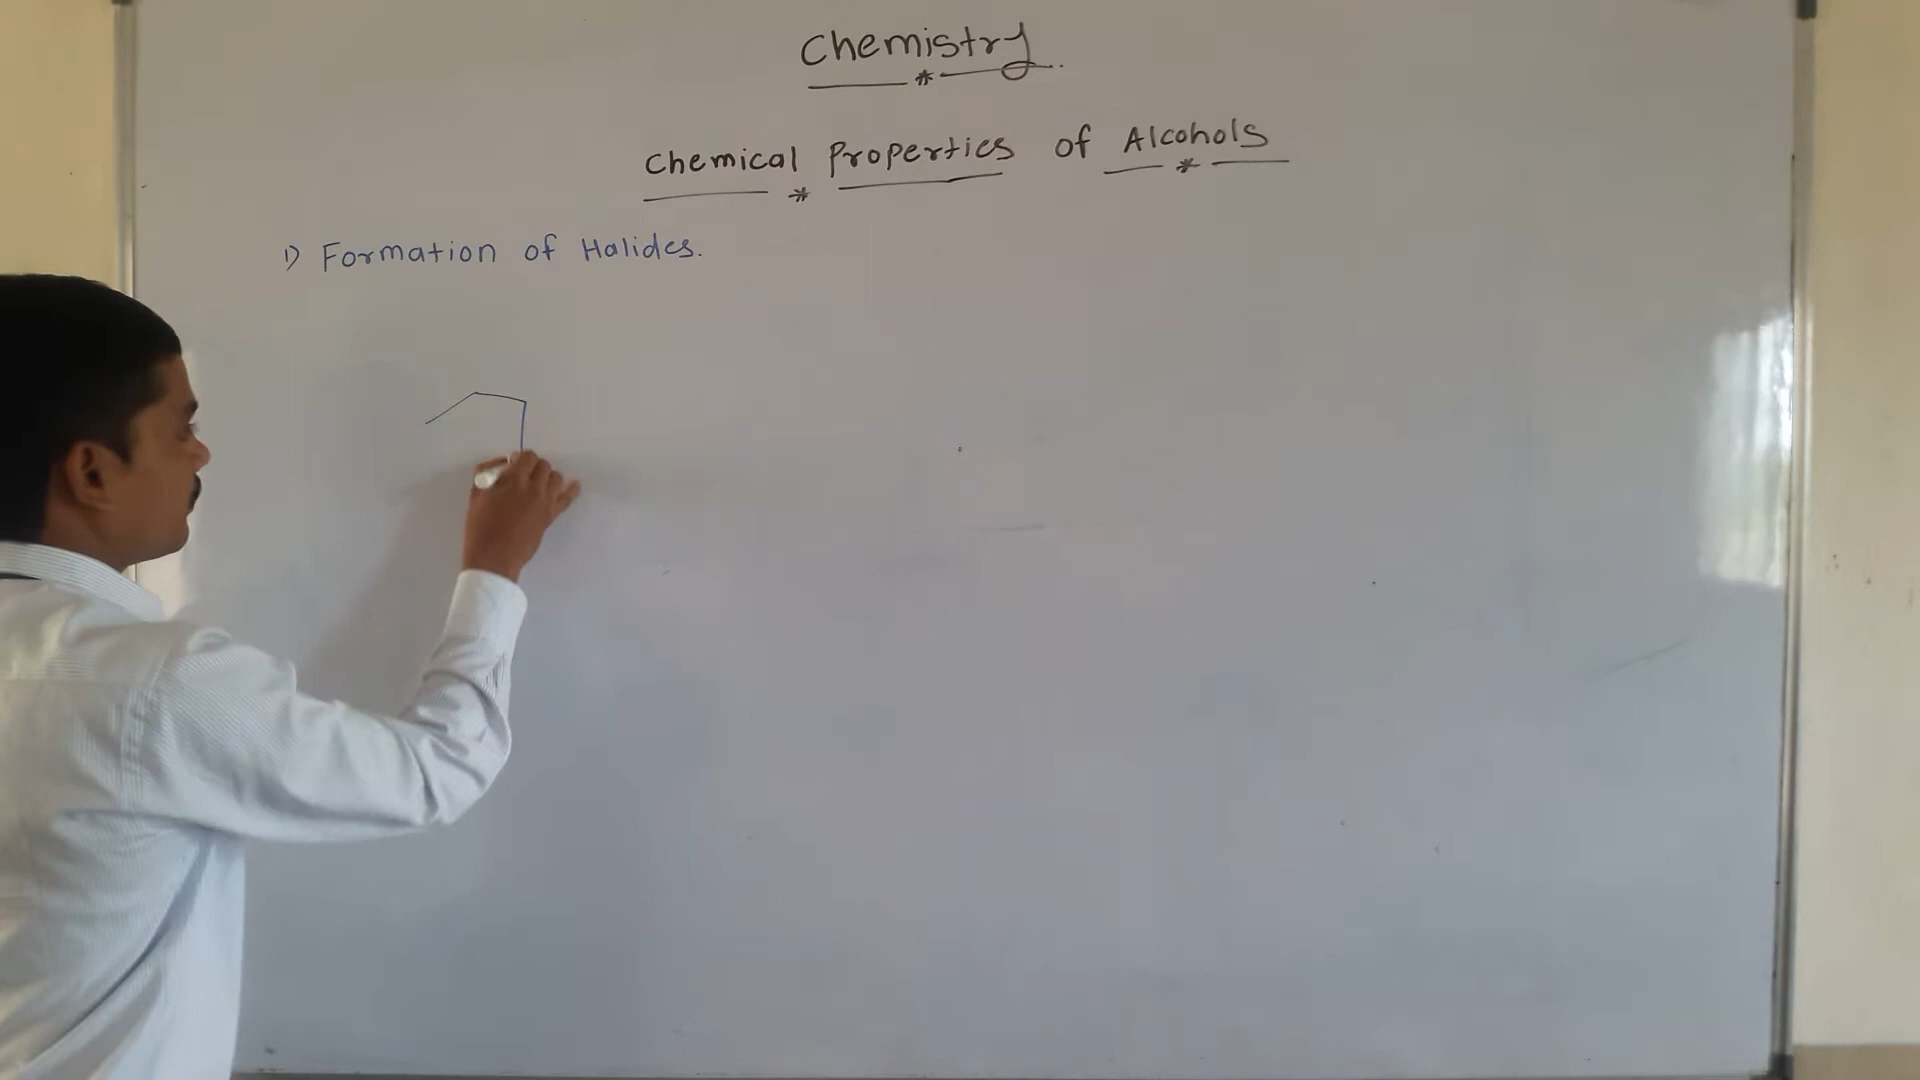 Chemistry
Chemical Properties of Alcohols
1) Formation of Halides.